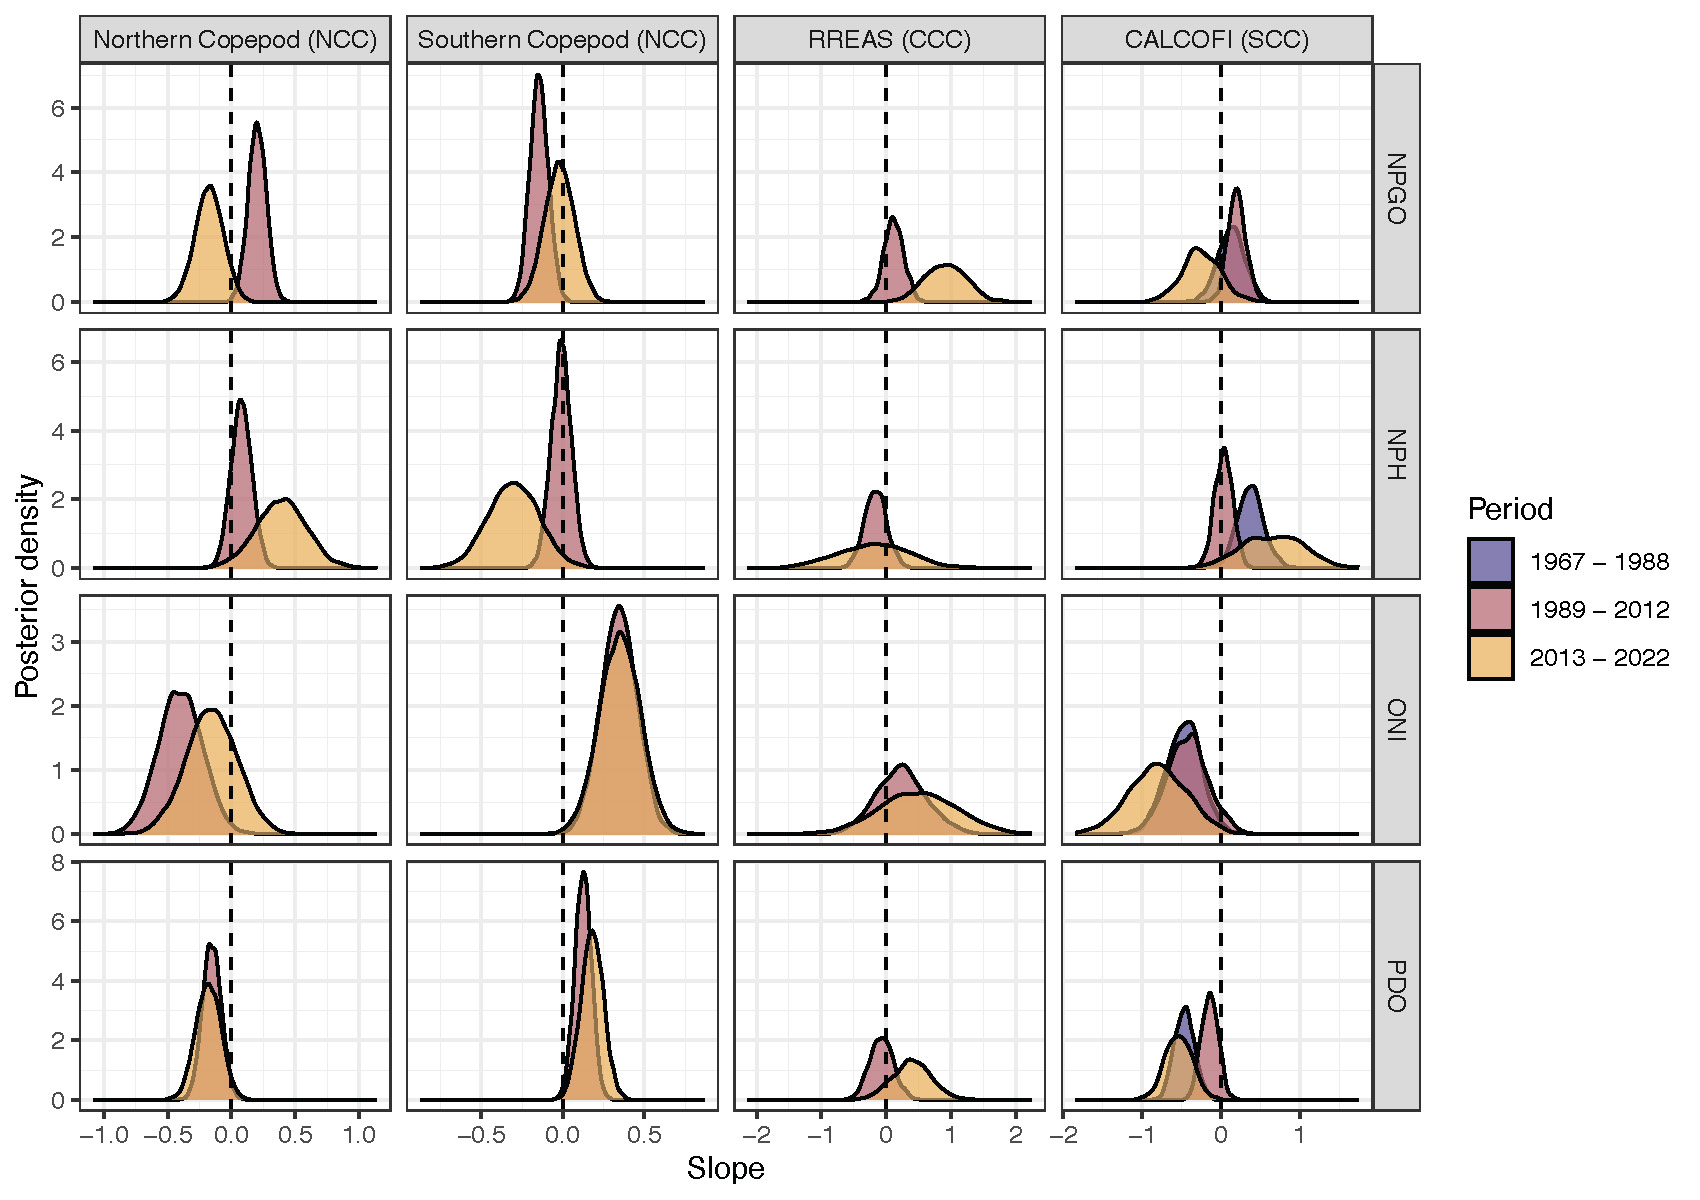 Northern Copepod (NCC) Southern Copepod (NCC) RREAS (CCC) CALCOFI (SCC)
6
4
2
0
NPGO
6
4
2
0
NPH
3
2
1
0
ONI
8
6
4
2
0
PDO
Posterior density
−1.0 −0.5 0.0 0.5 1.0 −0.5 0.0 0.5 −2 −1 0 1 2 −2 −1 0 1
Slope
Period
1967 − 1988
1989 − 2012
2013 − 2022